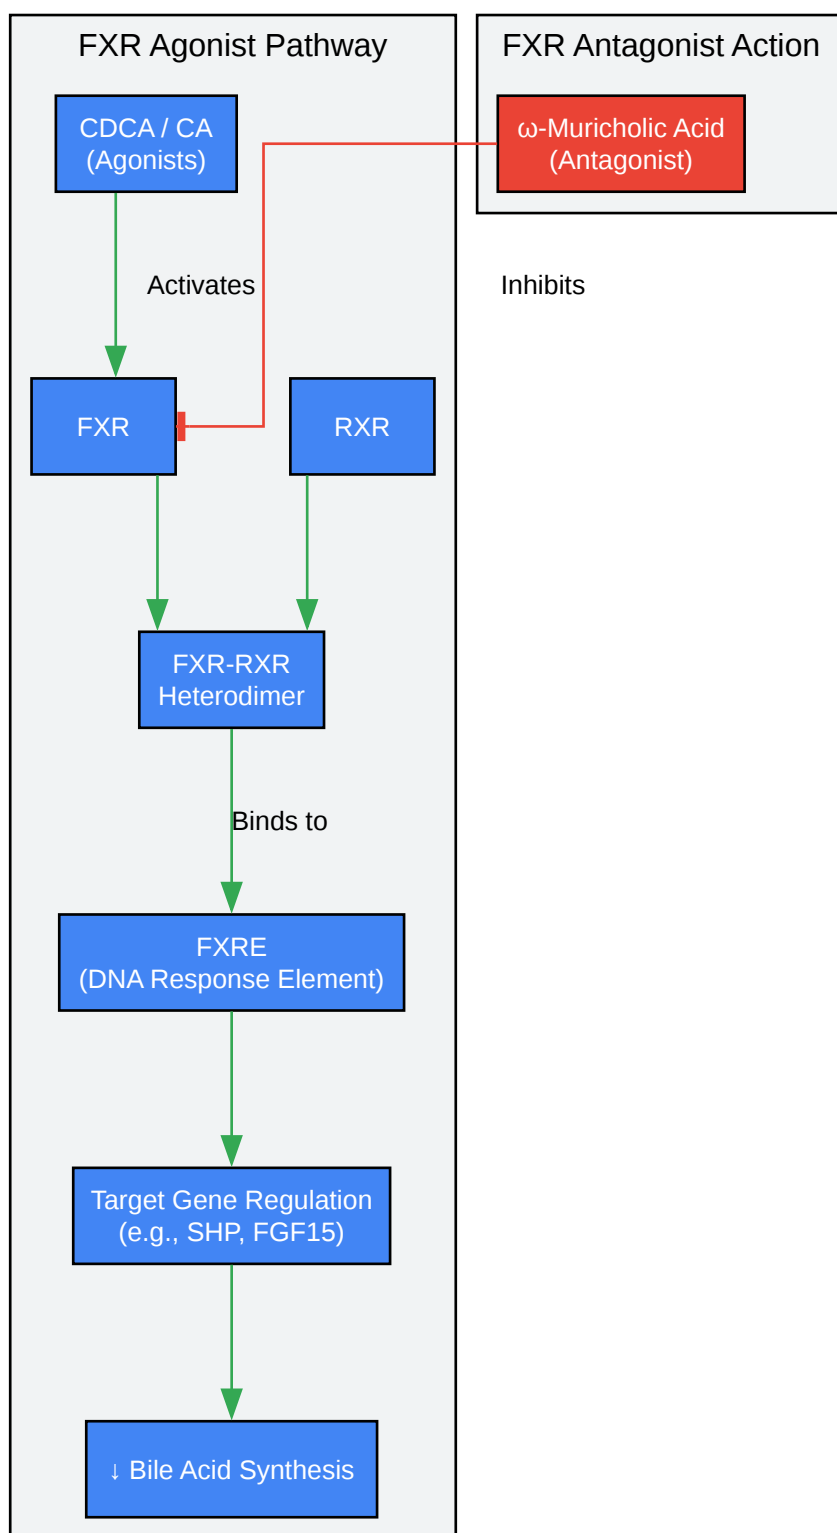 FXR Agonist Pathway
FXR Antagonist Action
CDCA / CA
(Agonists)
ω-Muricholic Acid
(Antagonist)
Activates
Inhibits
FXR
RXR
FXR-RXR
Heterodimer
Binds to
FXRE
(DNA Response Element)
Target Gene Regulation
(e.g., SHP, FGF15)
↓ Bile Acid Synthesis